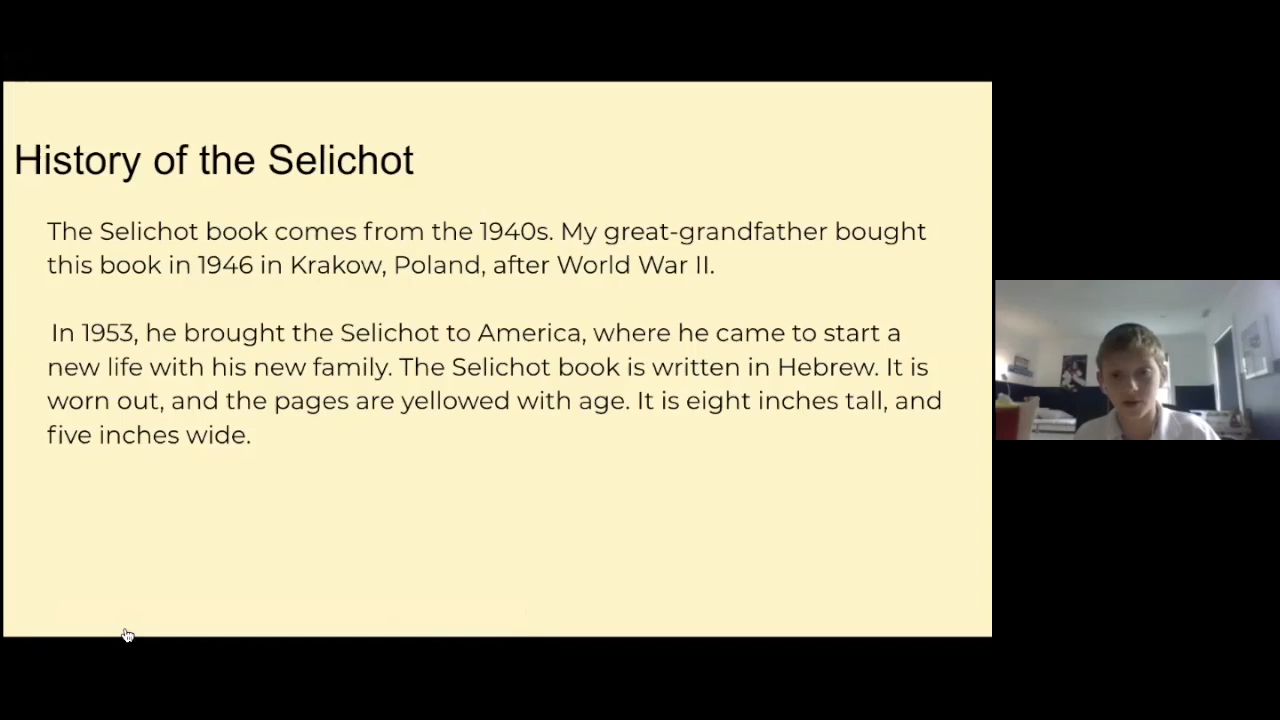 History of the Selichot
The Selichot book comes from the 1940s. My great-grandfather bought
this book in 1946 in Krakow, Poland, after World War II.
In 1953, he brought the Selichot to America, where he came to start a
new life with his new family. The Selichot book is written in Hebrew. It is
worn out, and the pages are yellowed with age. It is eight inches tall, and
five inches wide.